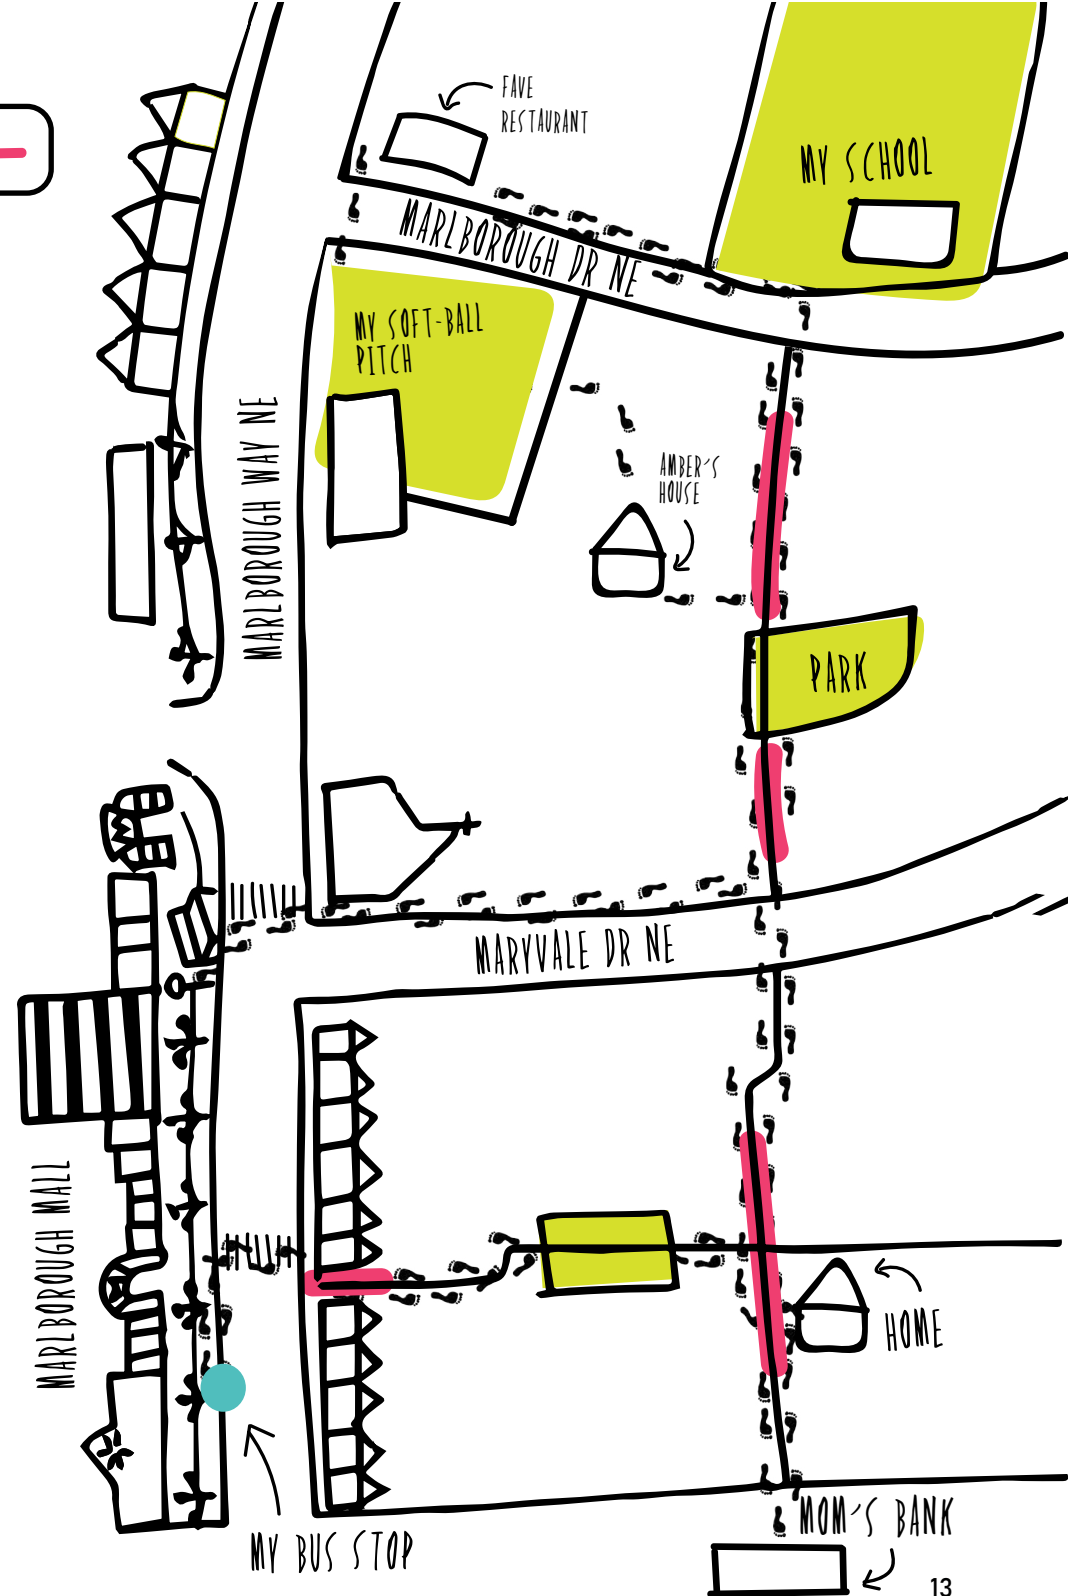 FAVE
RESTAURANT
MY SCHOOL
MARLBOROUGH DR NE
MY SOFT-BALL
PITCH
MARLBOROUGH WAY NE
AMBER'S
HOUSE
PARK
MARYVALE DR NE
MARLBOROUGH MALL
HOME
MY BUS STOP
MOM'S BANK
13